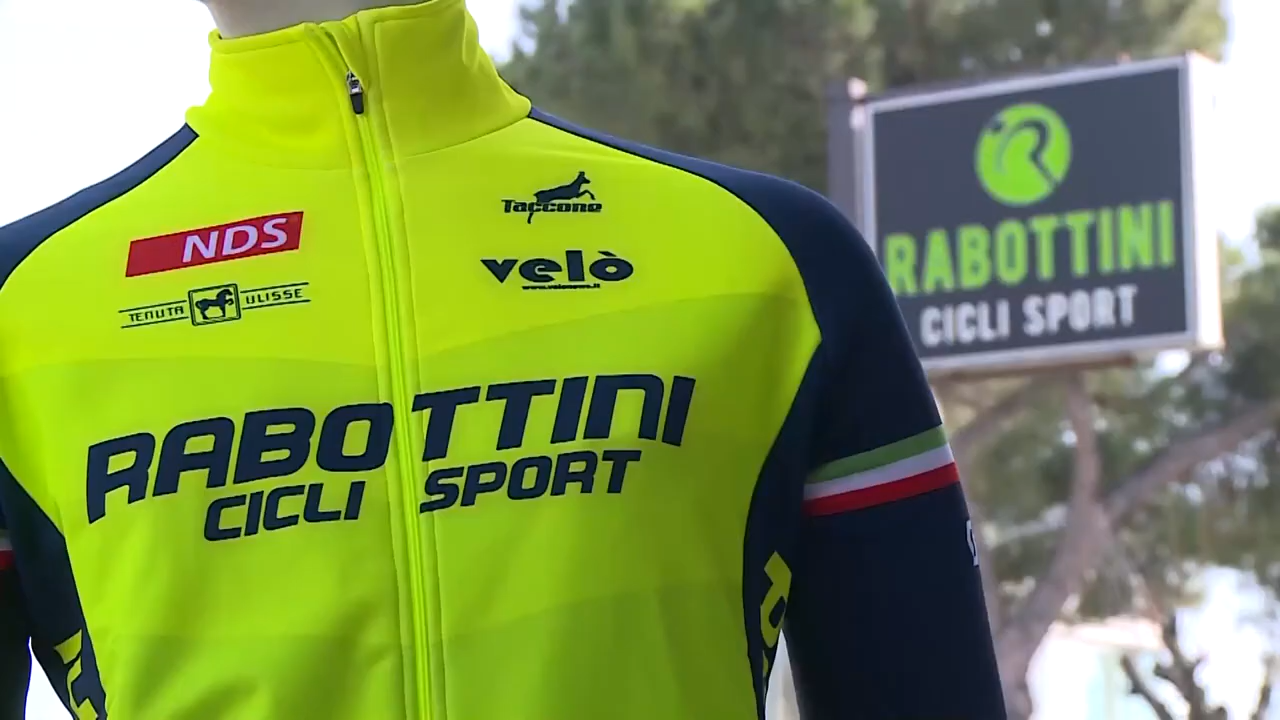 NDS
TENUTA ULISSE
Taccone
velò
RABOTTINI
CICLI SPORT
RABOTTINI
CICLI SPORT